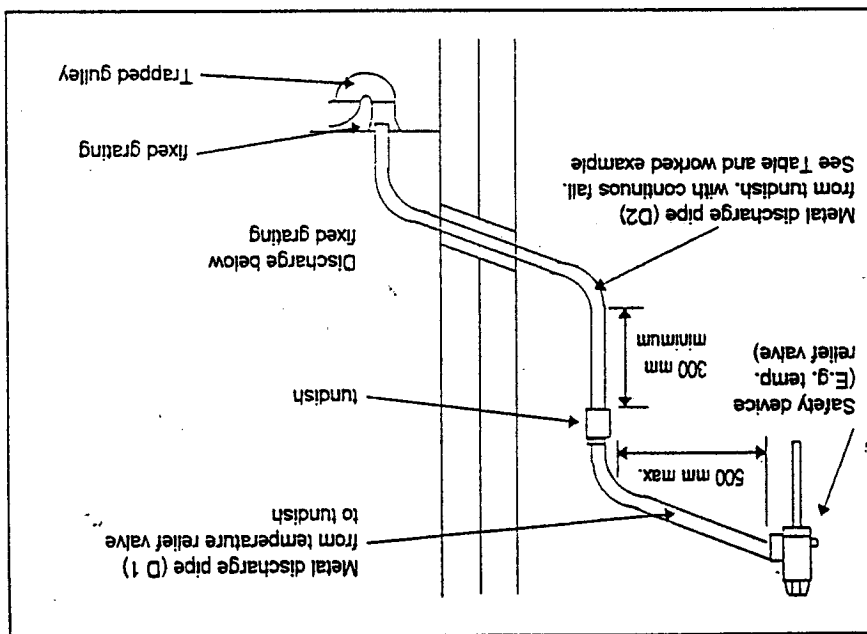 Metal discharge pipe (D 1)
from temperature relief valve
to tundish
500 mm max.
Safety device
(E.g. temp.
relief valve)
tundish
300 mm
minimum
Discharge below
fixed grating
Metal discharge pipe (D2)
from tundish. with continuos fall.
See Table and worked example
fixed grating
Trapped gulley